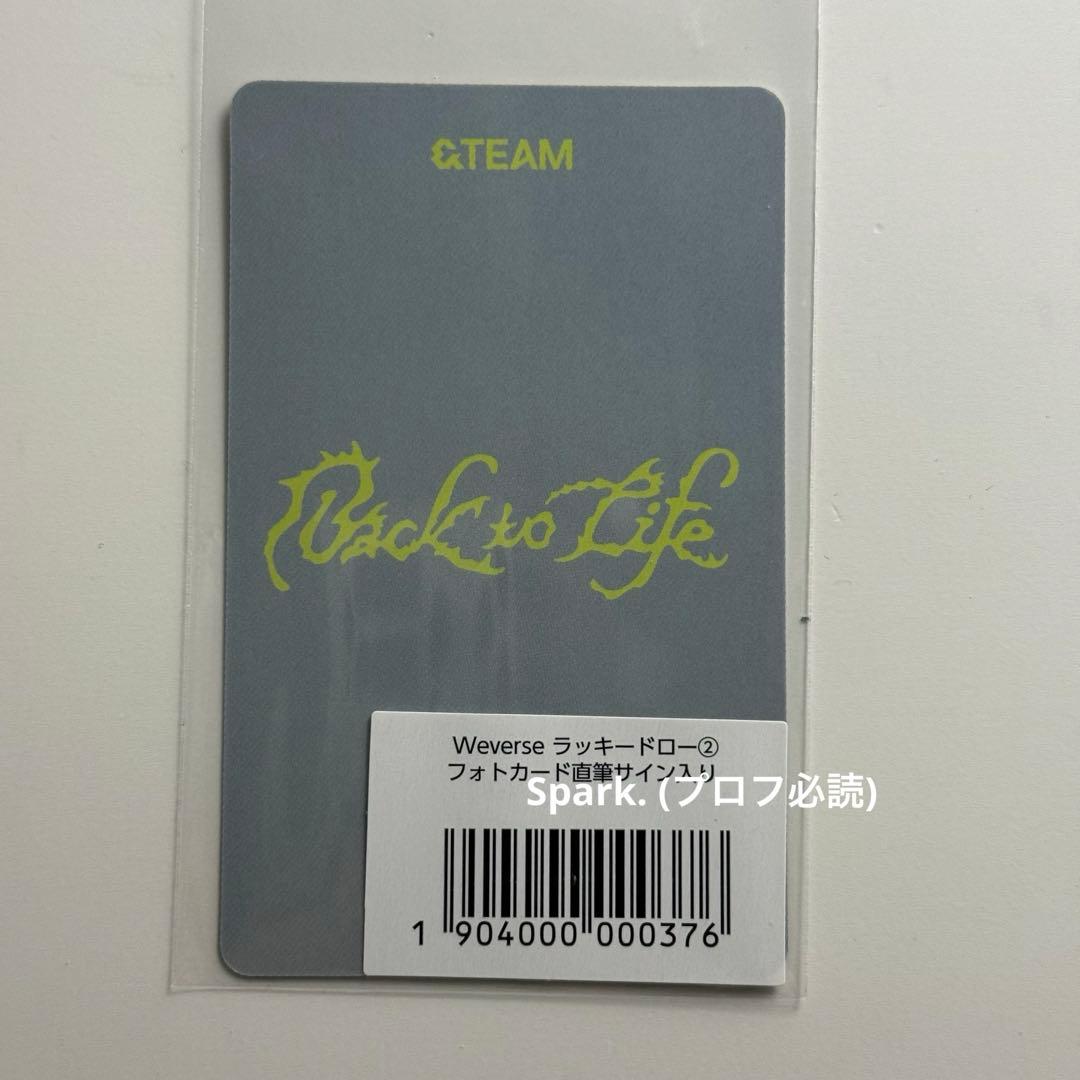 &TEAM
Back to Life
Weverse ラッキードロー②
フォトカード直筆サイン入り
Spark. (プロフ必読)
1 904000 000376